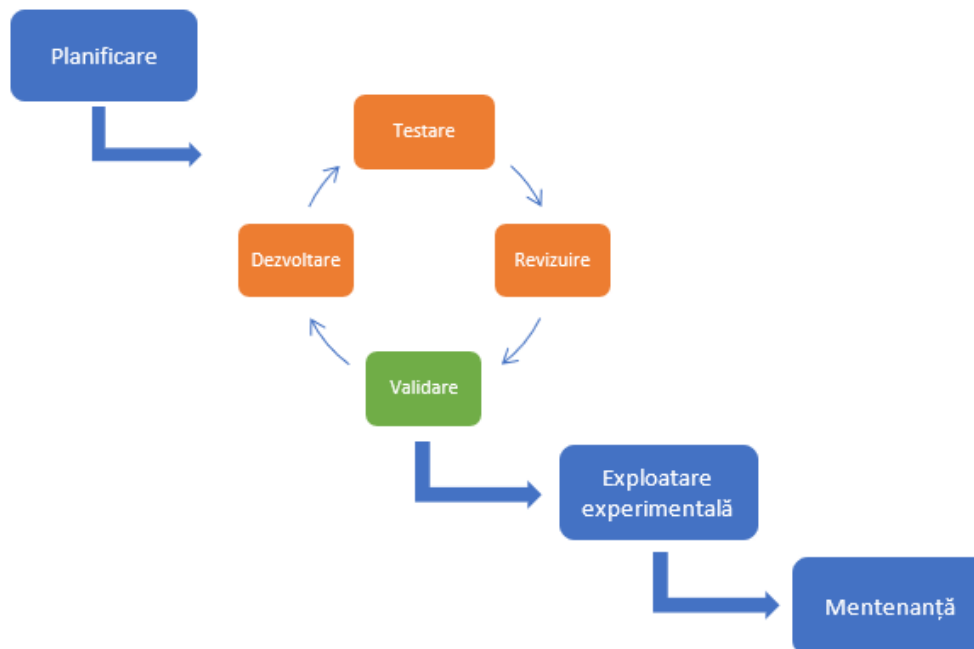 Planificare
Testare
Dezvoltare
Revizuire
Validare
Exploatare
experimentală
Mentenanță